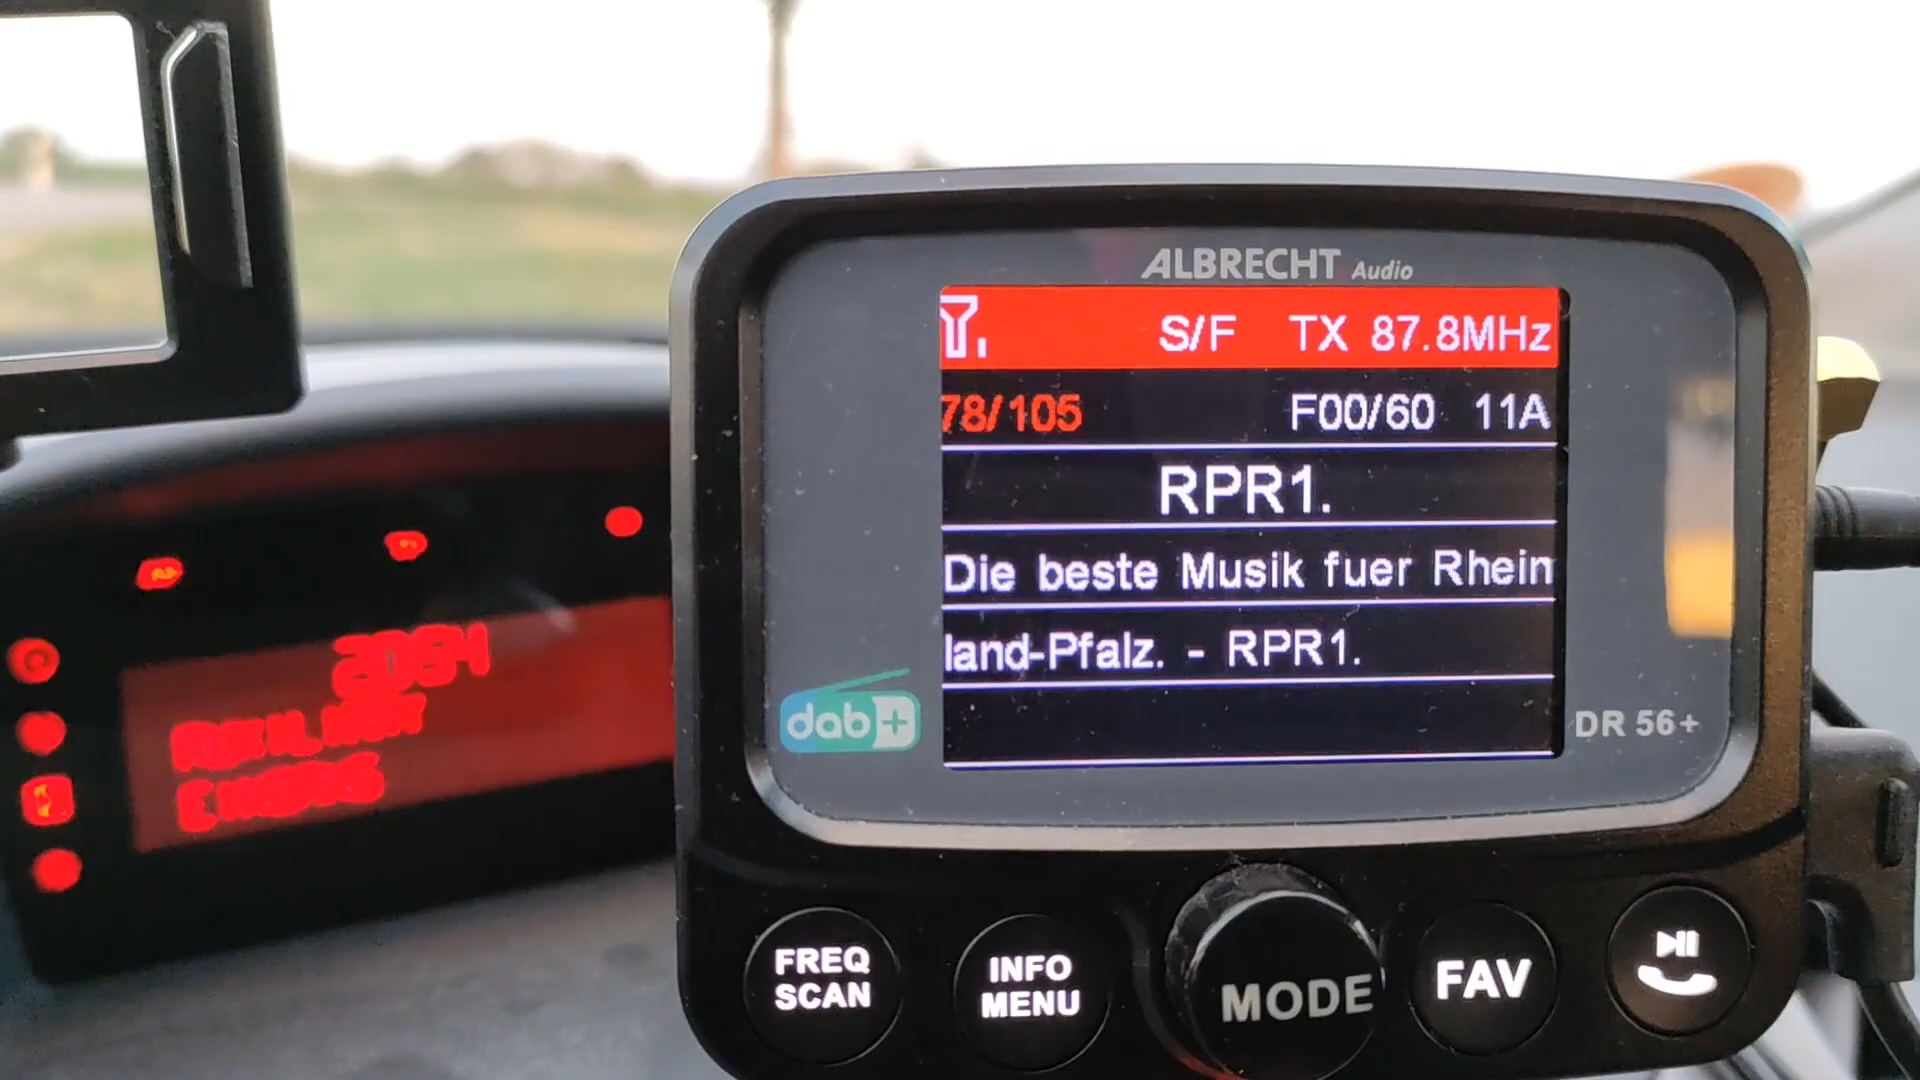 ALBRECHT Audio
S/F TX 87.8MHz
78/105 F00/60 11A
RPR1.
Die beste Musik fuer Rhein
land-Pfalz. - RPR1.
dab+
DR 56+
FREQ SCAN
INFO MENU
MODE
FAV